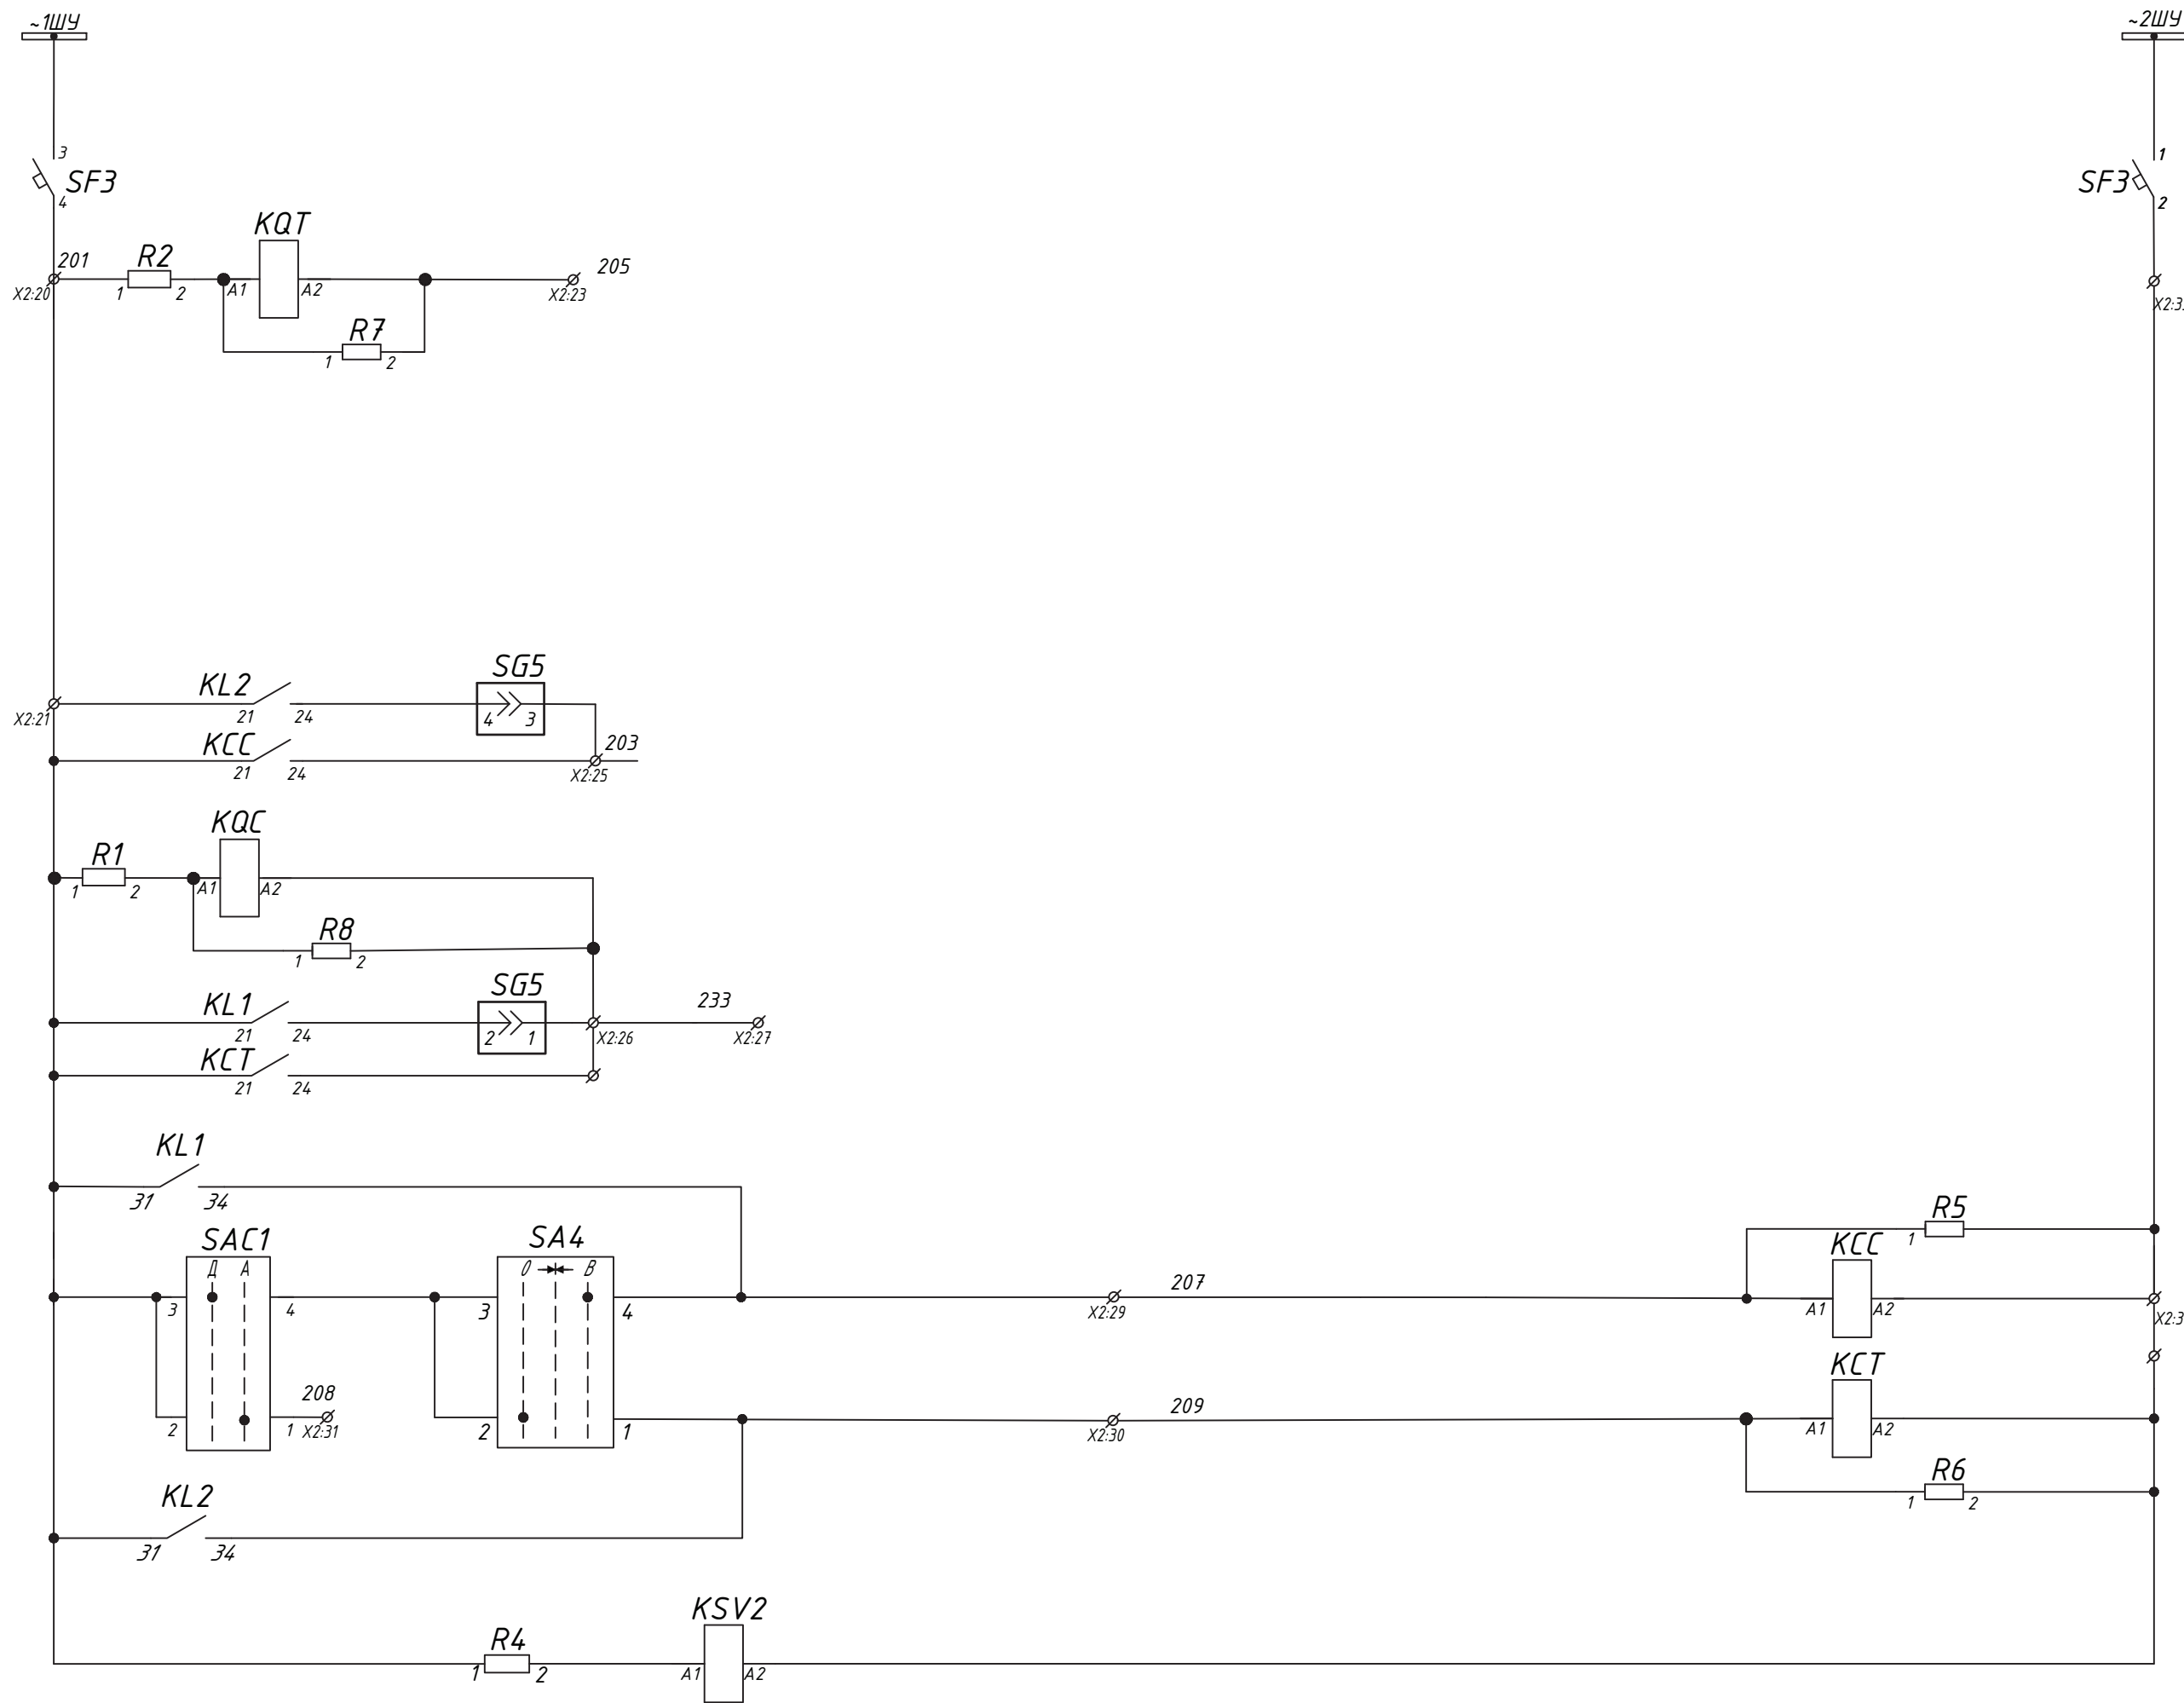 ~1ШУ ~2ШУ
3 1
SF3 SF3
4 2
KQT
201 R2 205
X2:20 1 2 A1 A2 X2:23
R7
1 2
SG5
KL2
X2:21 21 24 4 3
KCC 203
21 24 X2:25
KQC
R1
1 2 A1 A2
R8
1 2
SG5
KL1 233
21 24 2 1 X2:26 X2:27
KCT
21 24
KL1
31 34
R5
SAC1 SA4 1 KCC
Д А О В 207
3 4 3 4 X2:29 A1 A2
KCT
208 209
2 1 X2:31 2 1 X2:30 A1 A2
R6
KL2 1 2
31 34
KSV2
R4
1 2 A1 A2